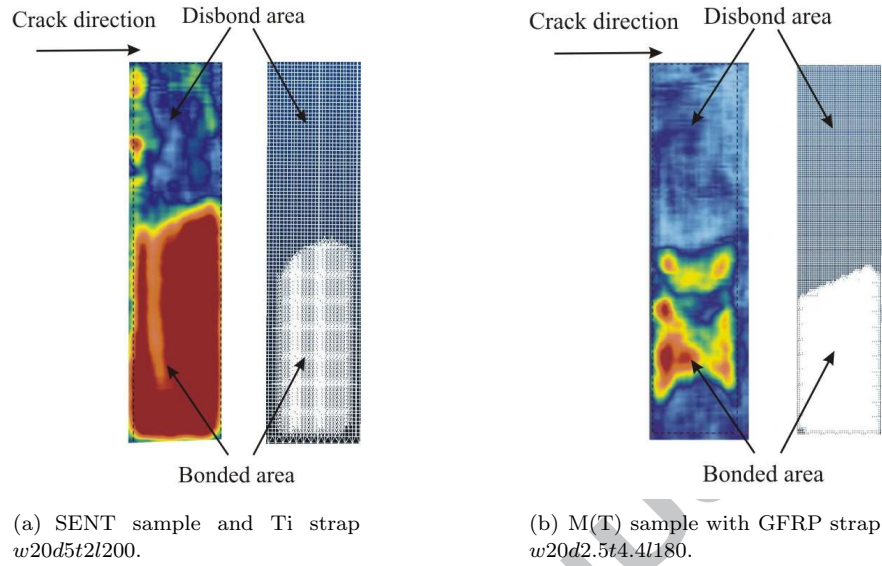 Crack direction
Disbond area
Bonded area
(a) SENT sample and Ti strap
w20d5t2l200.
Crack direction
Disbond area
Bonded area
(b) M(T) sample with GFRP strap
w20d2.5t4.4l180.